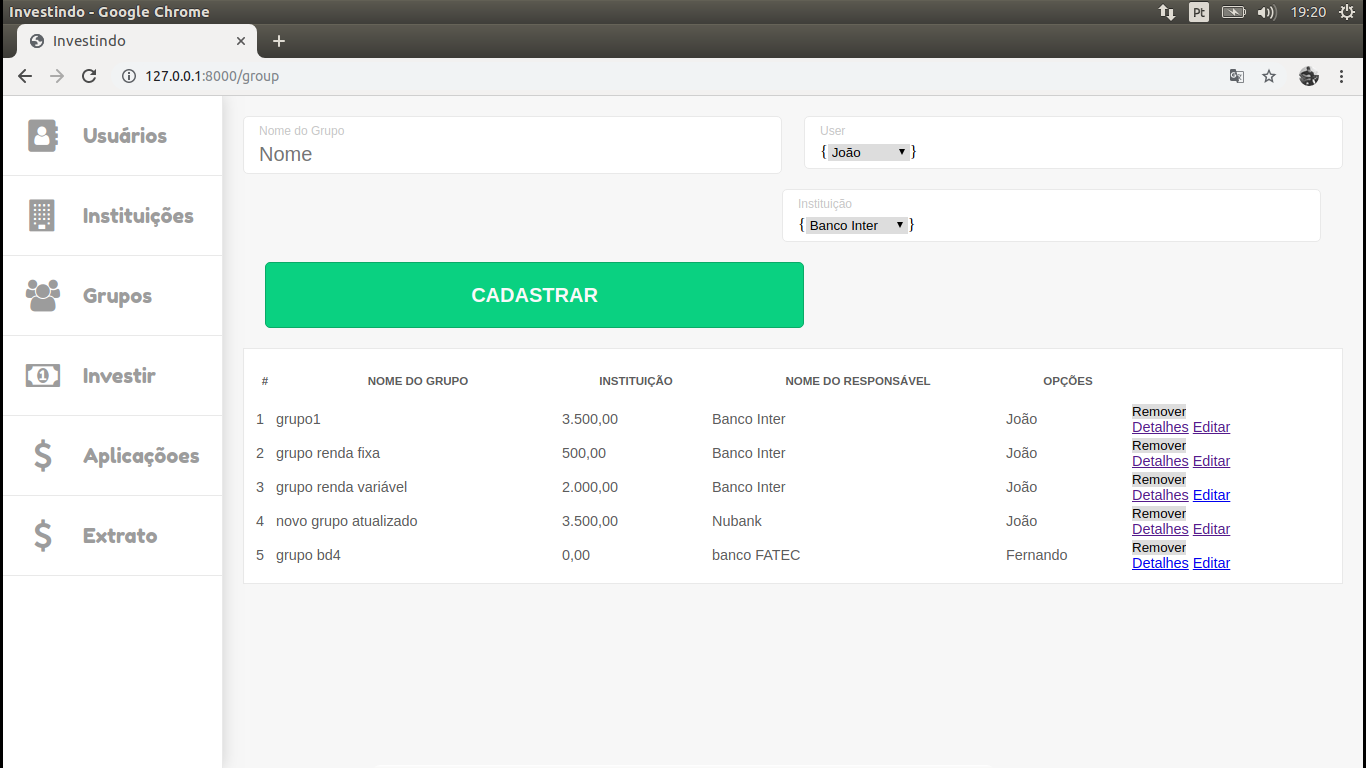 Investindo - Google Chrome
Pt
19:20
Investindo
127.0.0.1:8000/group
Usuários
Instituições
Grupos
Investir
Aplicaçõoes
Extrato
Nome do Grupo
Nome
User
{ João }
Instituição
{ Banco Inter }
CADASTRAR
# NOME DO GRUPO INSTITUIÇÃO NOME DO RESPONSÁVEL OPÇÕES
1 grupo1 3.500,00 Banco Inter João Remover
Detalhes Editar
2 grupo renda fixa 500,00 Banco Inter João Remover
Detalhes Editar
3 grupo renda variável 2.000,00 Banco Inter João Remover
Detalhes Editar
4 novo grupo atualizado 3.500,00 Nubank João Remover
Detalhes Editar
5 grupo bd4 0,00 banco FATEC Fernando Remover
Detalhes Editar